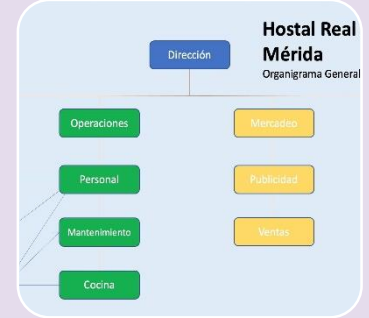 Hostal Real
Mérida
Organigrama General
Dirección
Operaciones
Mercadeo
Personal
Publicidad
Mantenimiento
Ventas
Cocina